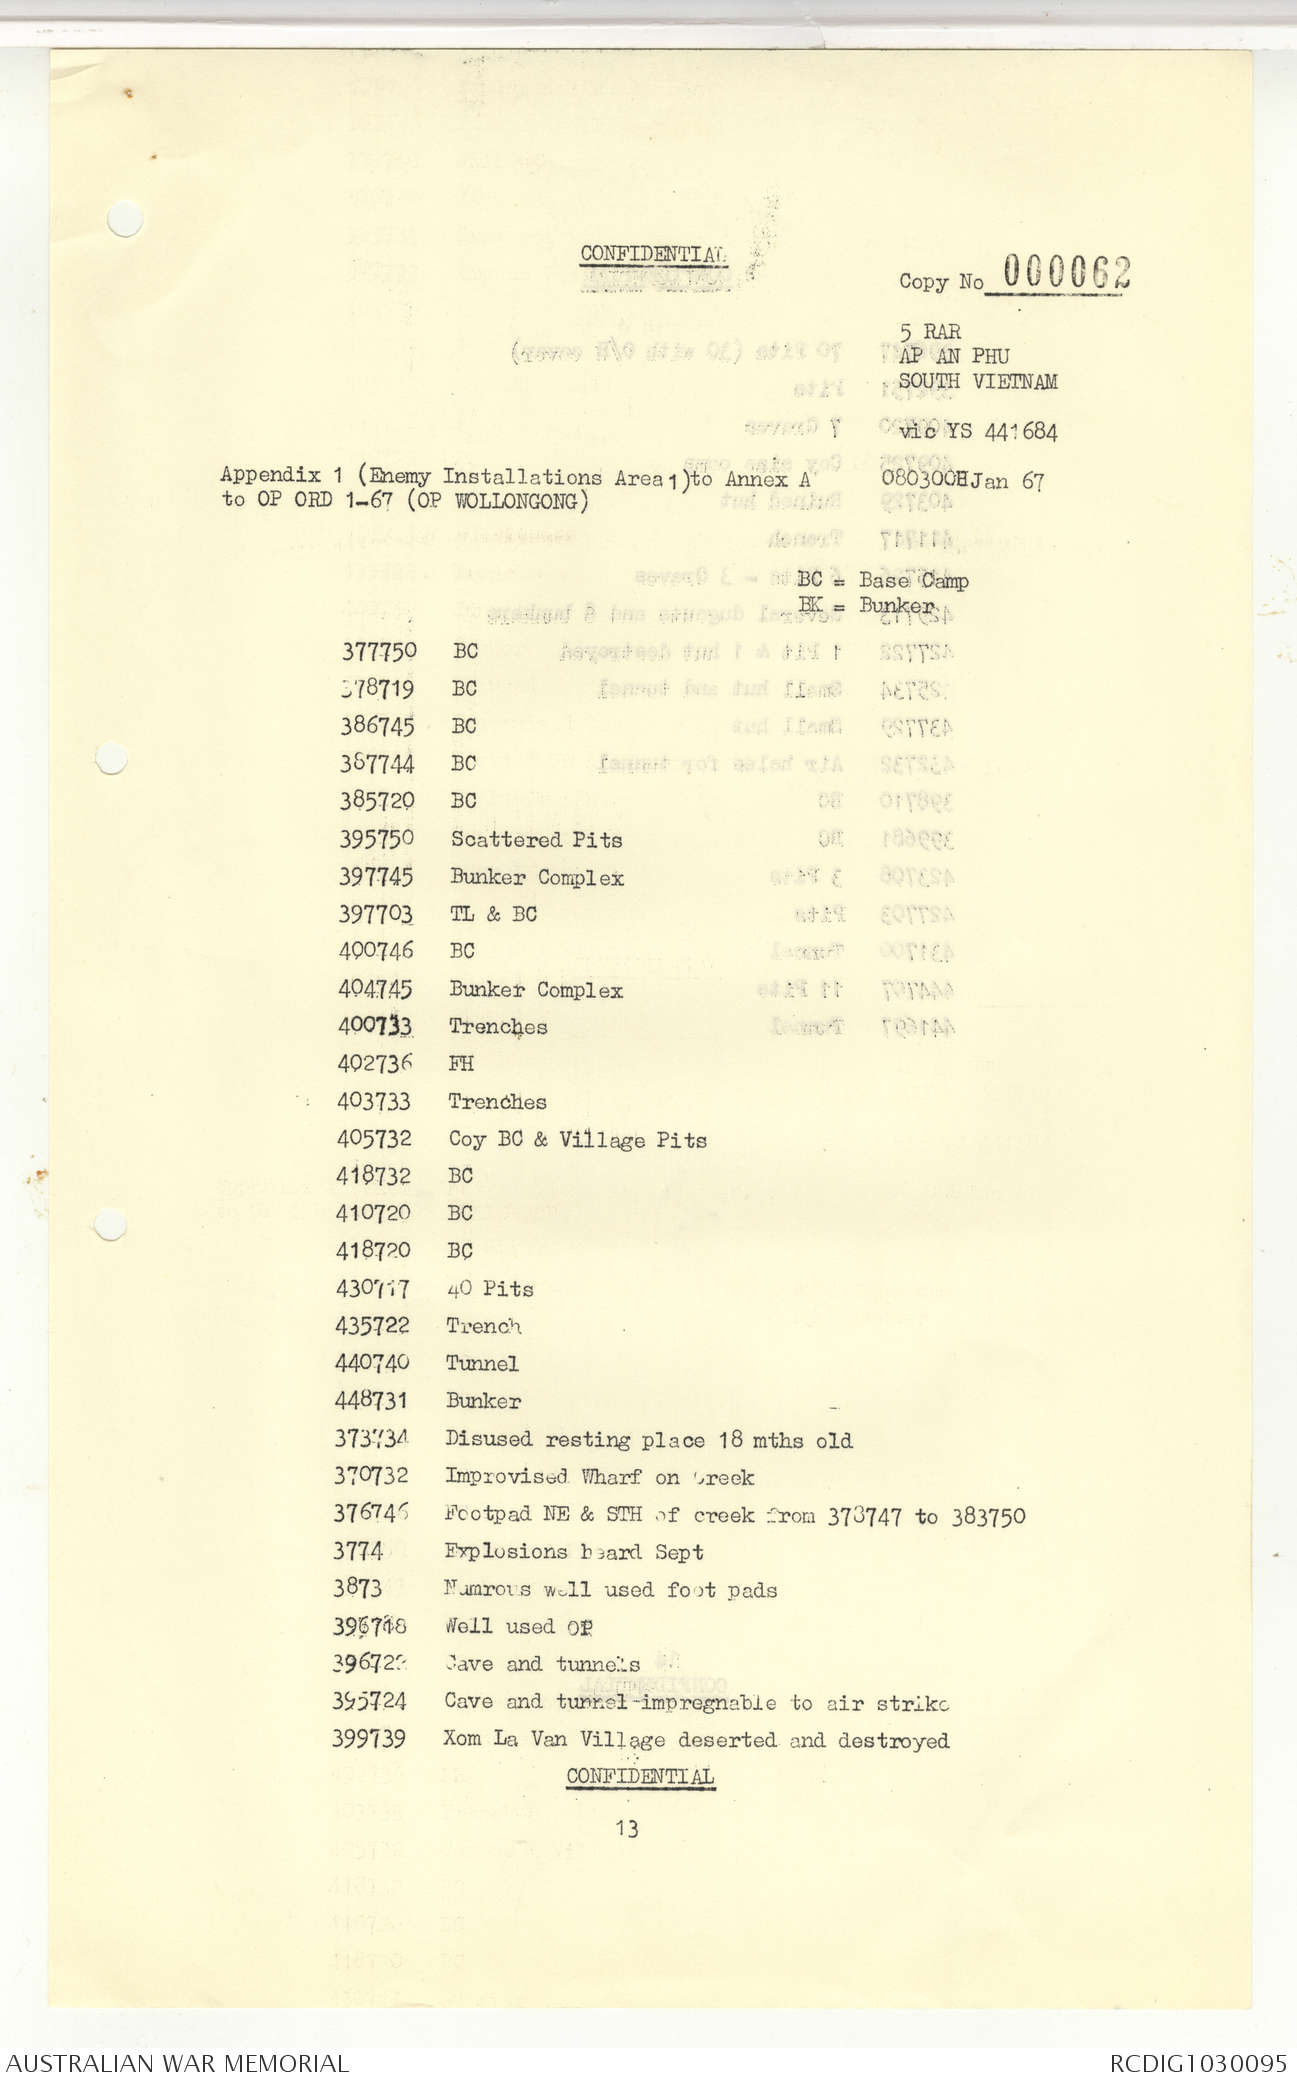 CONFIDENTIAL
Copy No 000062
5 RAR
AP AN PHU
SOUTH VIETNAM
vic YS 441684
Appendix 1 (Enemy Installations Area1)to Annex A
080300HJan 67
to OP ORD 1-67 (OP WOLLONGONG)
BC = Base Camp
BK = Bunker
377750 BC
378719 BC
386745 BC
387744 BC
385720 BC
395750 Scattered Pits
397745 Bunker Complex
397703 TL & BC
400746 BC
404745 Bunker Complex
400733 Trenches
402736 FH
403733 Trenches
405732 Coy BC & Village Pits
418732 BC
410720 BC
418720 BC
430717 40 Pits
435722 Trench
440740 Tunnel
448731 Bunker
373734 Disused resting place 18 mths old
370732 Improvised Wharf on Creek
376746 Footpad NE & STH of creek from 378747 to 383750
3774 Explosions heard Sept
3873 Numrous well used foot pads
Well used OP
Cave and tunnels
395724 Cave and tunnel-impregnable to air strike
399739 Xom La Van Village deserted and destroyed
CONFIDENTIAL
13
AUSTRALIAN WAR MEMORIAL
RCDIG1030095